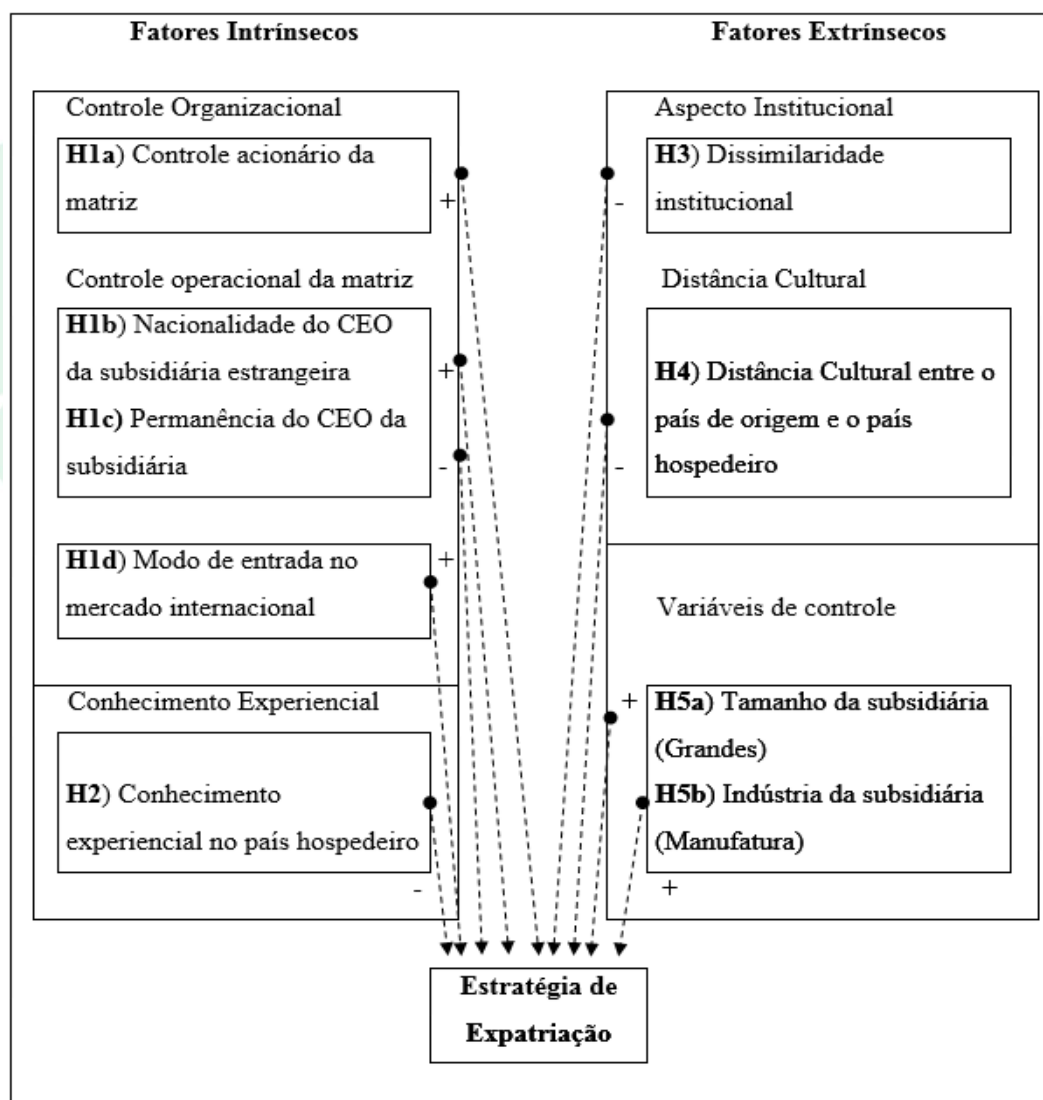 Fatores Intrínsecos
Controle Organizacional
H1a) Controle acionário da
matriz
+
Controle operacional da matriz
H1b) Nacionalidade do CEO
da subsidiária estrangeira
+
H1c) Permanência do CEO da
subsidiária
-
H1d) Modo de entrada no
mercado internacional
+
Conhecimento Experiencial
H2) Conhecimento
experiencial no país hospedeiro
-
Fatores Extrínsecos
Aspecto Institucional
H3) Dissimilaridade
institucional
-
Distância Cultural
H4) Distância Cultural entre o
país de origem e o país
hospedeiro
-
Variáveis de controle
+
H5a) Tamanho da subsidiária
(Grandes)
H5b) Indústria da subsidiária
(Manufatura)
+
Estratégia de
Expatriação